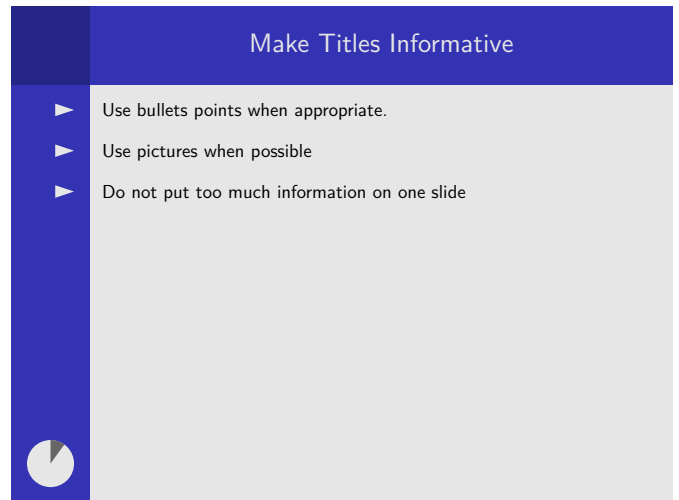 Make Titles Informative
Use bullets points when appropriate.
Use pictures when possible
Do not put too much information on one slide